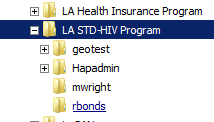 LA Health Insurance Program
LA STD-HIV Program
geotest
Hapadmin
mwright
rbonds